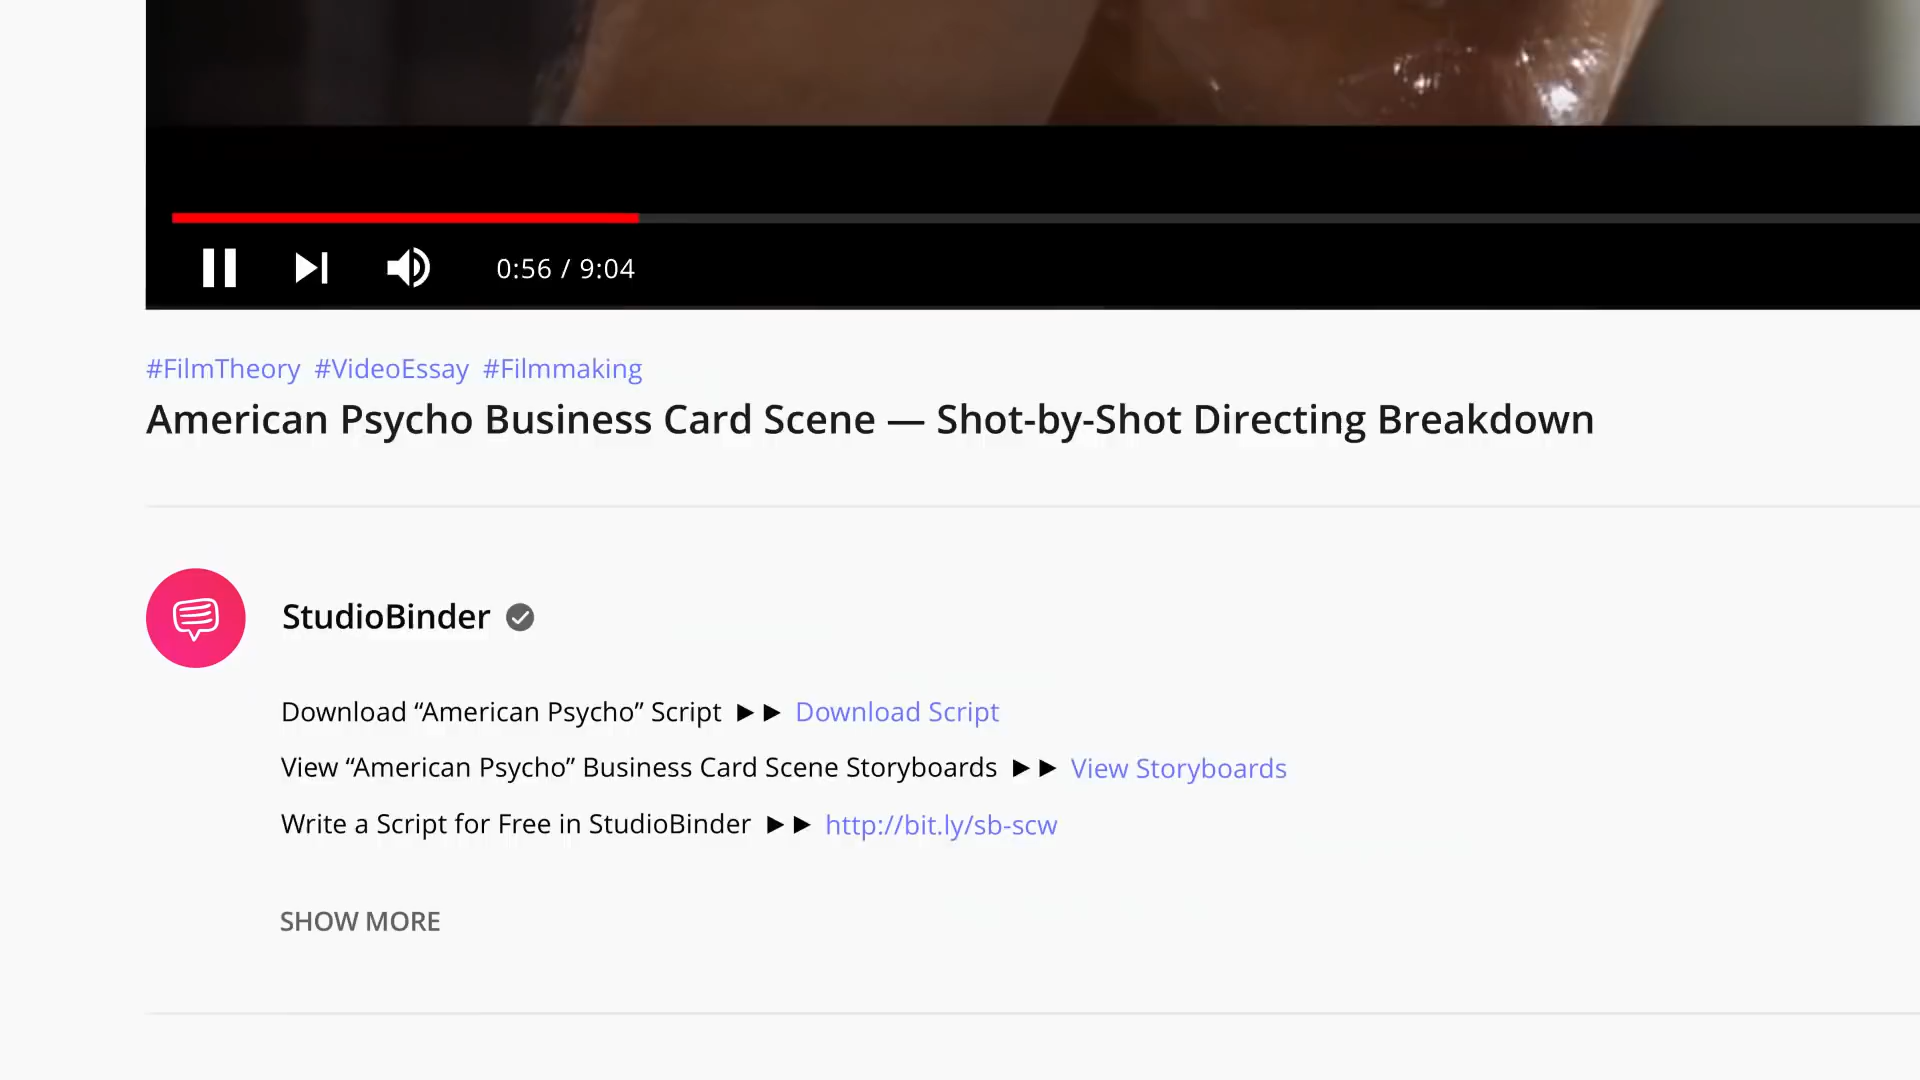 0:56 / 9:04
#FilmTheory #VideoEssay #Filmmaking
American Psycho Business Card Scene — Shot-by-Shot Directing Breakdown
StudioBinder
Download “American Psycho” Script ►► Download Script
View “American Psycho” Business Card Scene Storyboards ►► View Storyboards
Write a Script for Free in StudioBinder ►► http://bit.ly/sb-scw
SHOW MORE